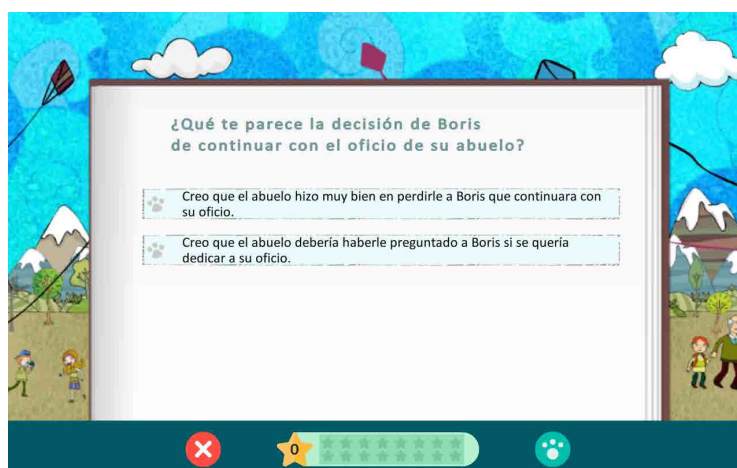 ¿Qué te parece la decisión de Boris
de continuar con el oficio de su abuelo?
Creo que el abuelo hizo muy bien en perdirle a Boris que continuara con
su oficio.
Creo que el abuelo debería haberle preguntado a Boris si se quería
dedicar a su oficio.
0